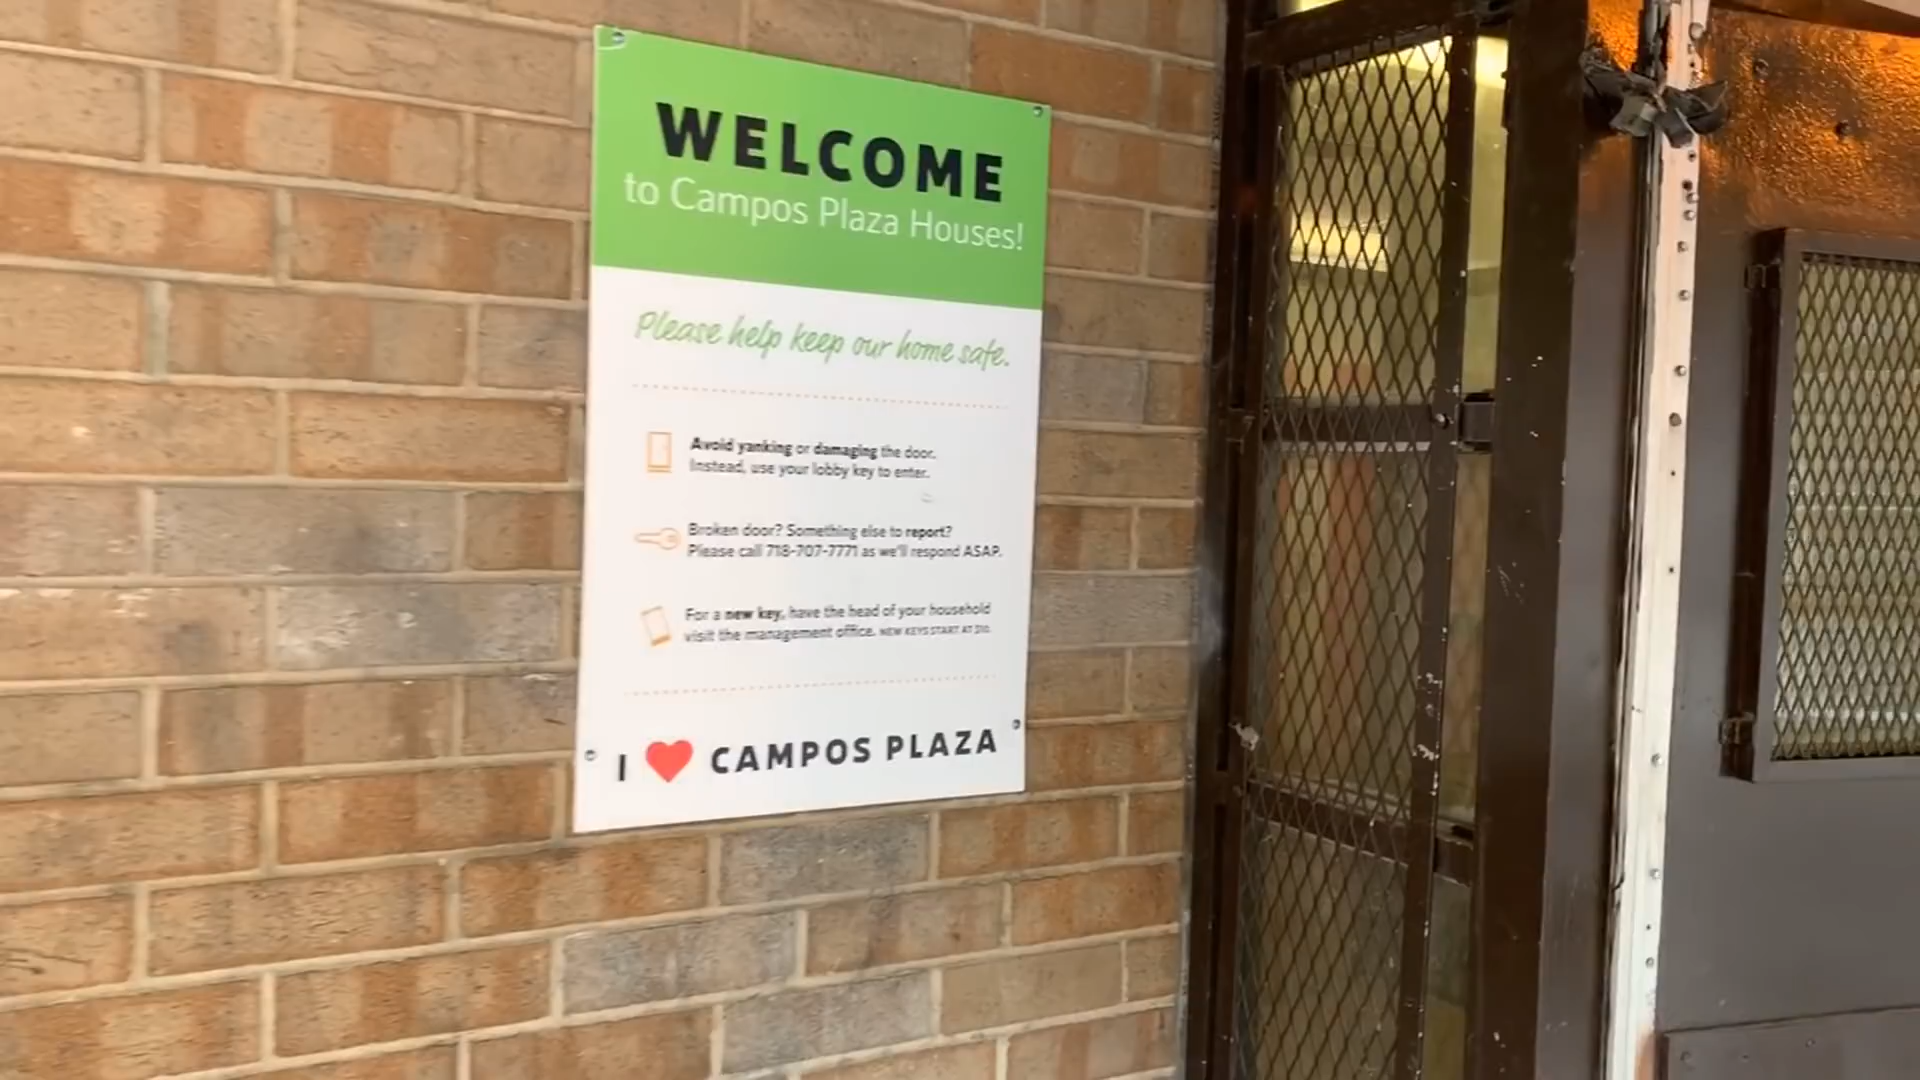 WELCOME
to Campos Plaza Houses!
Please help keep our home safe.
Avoid yanking or damaging the door.
Instead, use your lobby key to enter.
Broken door? Something else to report?
Please call 718-707-7771 as we'll respond ASAP.
For a new key, have the head of your household
visit the management office. NEW KEYS START AT $10.
I ❤ CAMPOS PLAZA